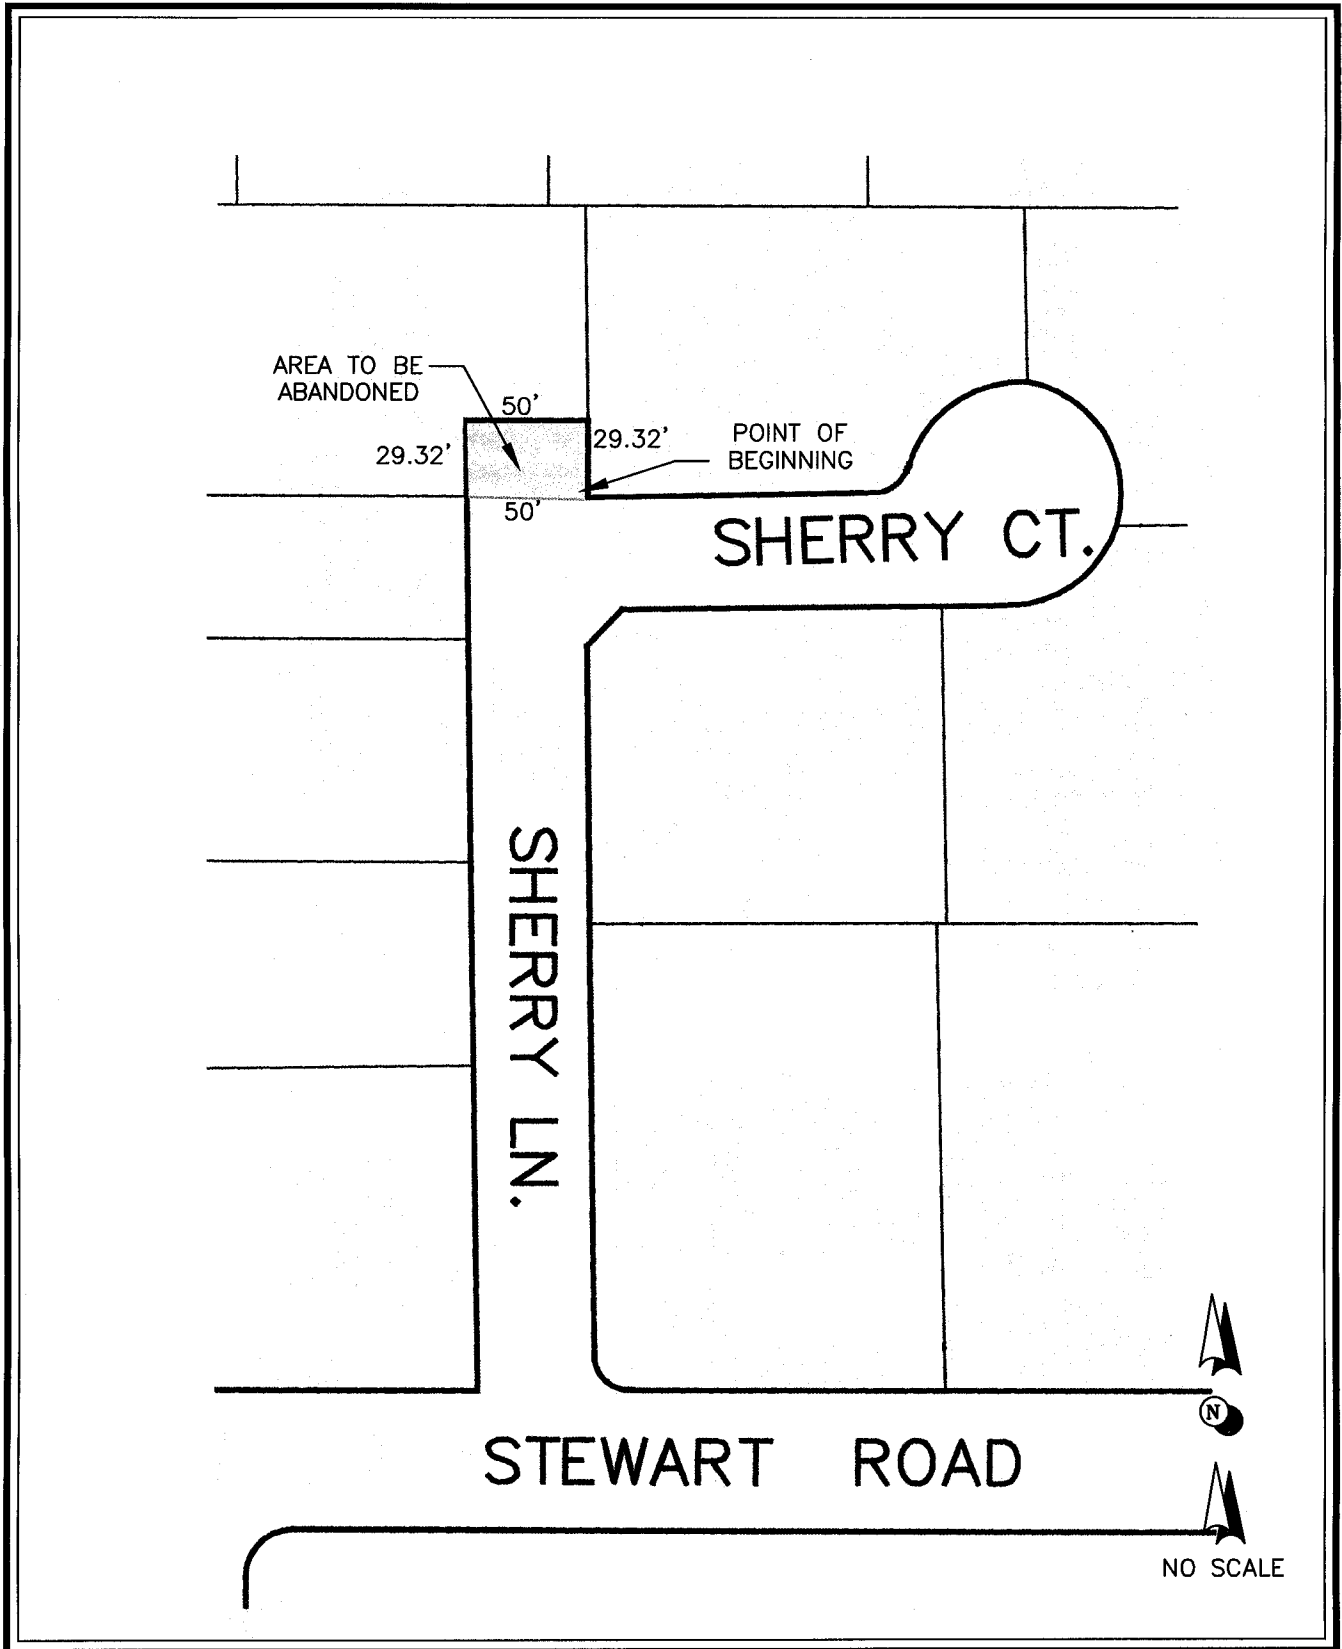 AREA TO BE
ABANDONED
50'
29.32'
29.32'
POINT OF
BEGINNING
50'
SHERRY CT.
SHERRY LN.
N
STEWART ROAD
NO SCALE